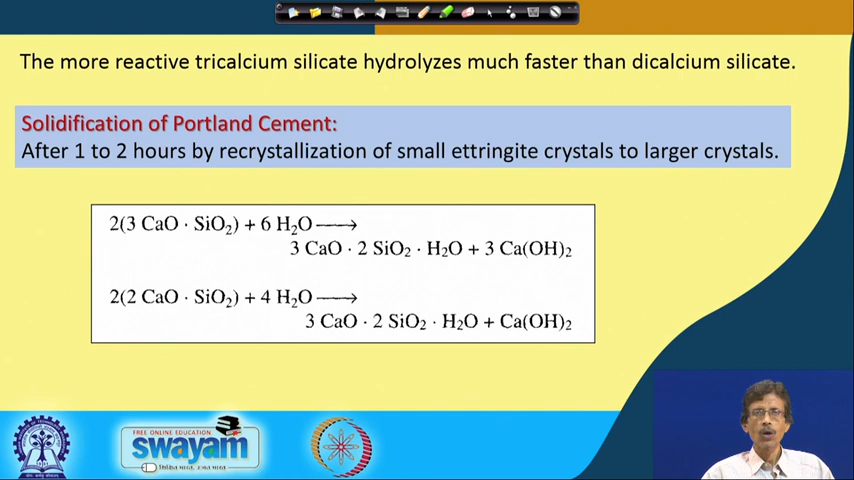 The more reactive tricalcium silicate hydrolyzes much faster than dicalcium silicate.
Solidification of Portland Cement:
After 1 to 2 hours by recrystallization of small ettringite crystals to larger crystals.
2(3 CaO · SiO₂) + 6 H₂O ⟶
3 CaO · 2 SiO₂ · H₂O + 3 Ca(OH)₂
2(2 CaO · SiO₂) + 4 H₂O ⟶
3 CaO · 2 SiO₂ · H₂O + Ca(OH)₂
FREE ONLINE EDUCATION
swayam